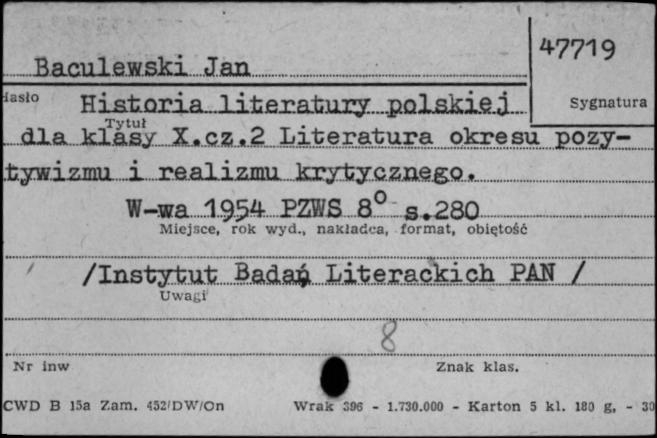 47719
Baculewski Jan
Hasło Historia literatury polskiej Sygnatura
Tytuł
dla klasy X.cz.2 Literatura okresu pozy-
tywizmu i realizmu krytycznego.
W-wa 1954 PZWS 8° s.280
Miejsce, rok wyd., nakładca, format, objętość
/Instytut Badań Literackich PAN /
Uwagi
8
Nr inw Znak klas.
CWD B 15a Zam. 452/DW/On Wrak 396 - 1.730.000 - Karton 5 kl. 180 g, - 30